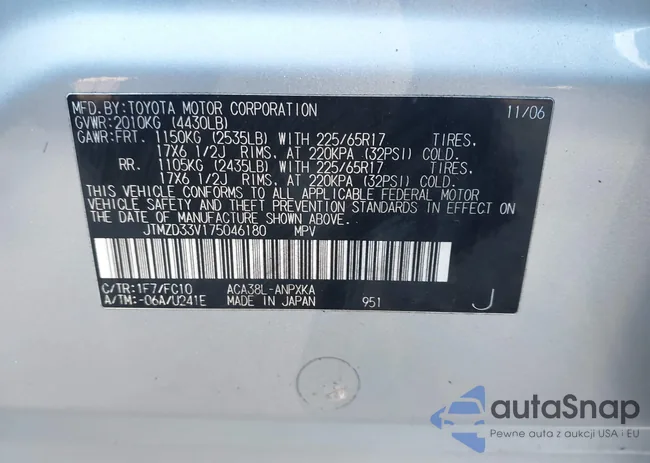 MFD.BY:TOYOTA MOTOR CORPORATION 11/06
GVWR:2010KG (4430LB)
GAWR:FRT. 1150KG (2535LB) WITH 225/65R17 TIRES,
17X6 1/2J RIMS, AT 220KPA (32PSI) COLD.
RR. 1105KG (2435LB) WITH 225/65R17 TIRES,
17X6 1/2J RIMS, AT 220KPA (32PSI) COLD.
THIS VEHICLE CONFORMS TO ALL APPLICABLE FEDERAL MOTOR
VEHICLE SAFETY AND THEFT PREVENTION STANDARDS IN EFFECT ON
THE DATE OF MANUFACTURE SHOWN ABOVE.
JTMZD33V175046180 MPV
C/TR:1F7/FC10 ACA38L-ANPXKA
A/TM:-06A/U241E MADE IN JAPAN 951 J
autaSnap
Pewne auta z aukcji USA i EU